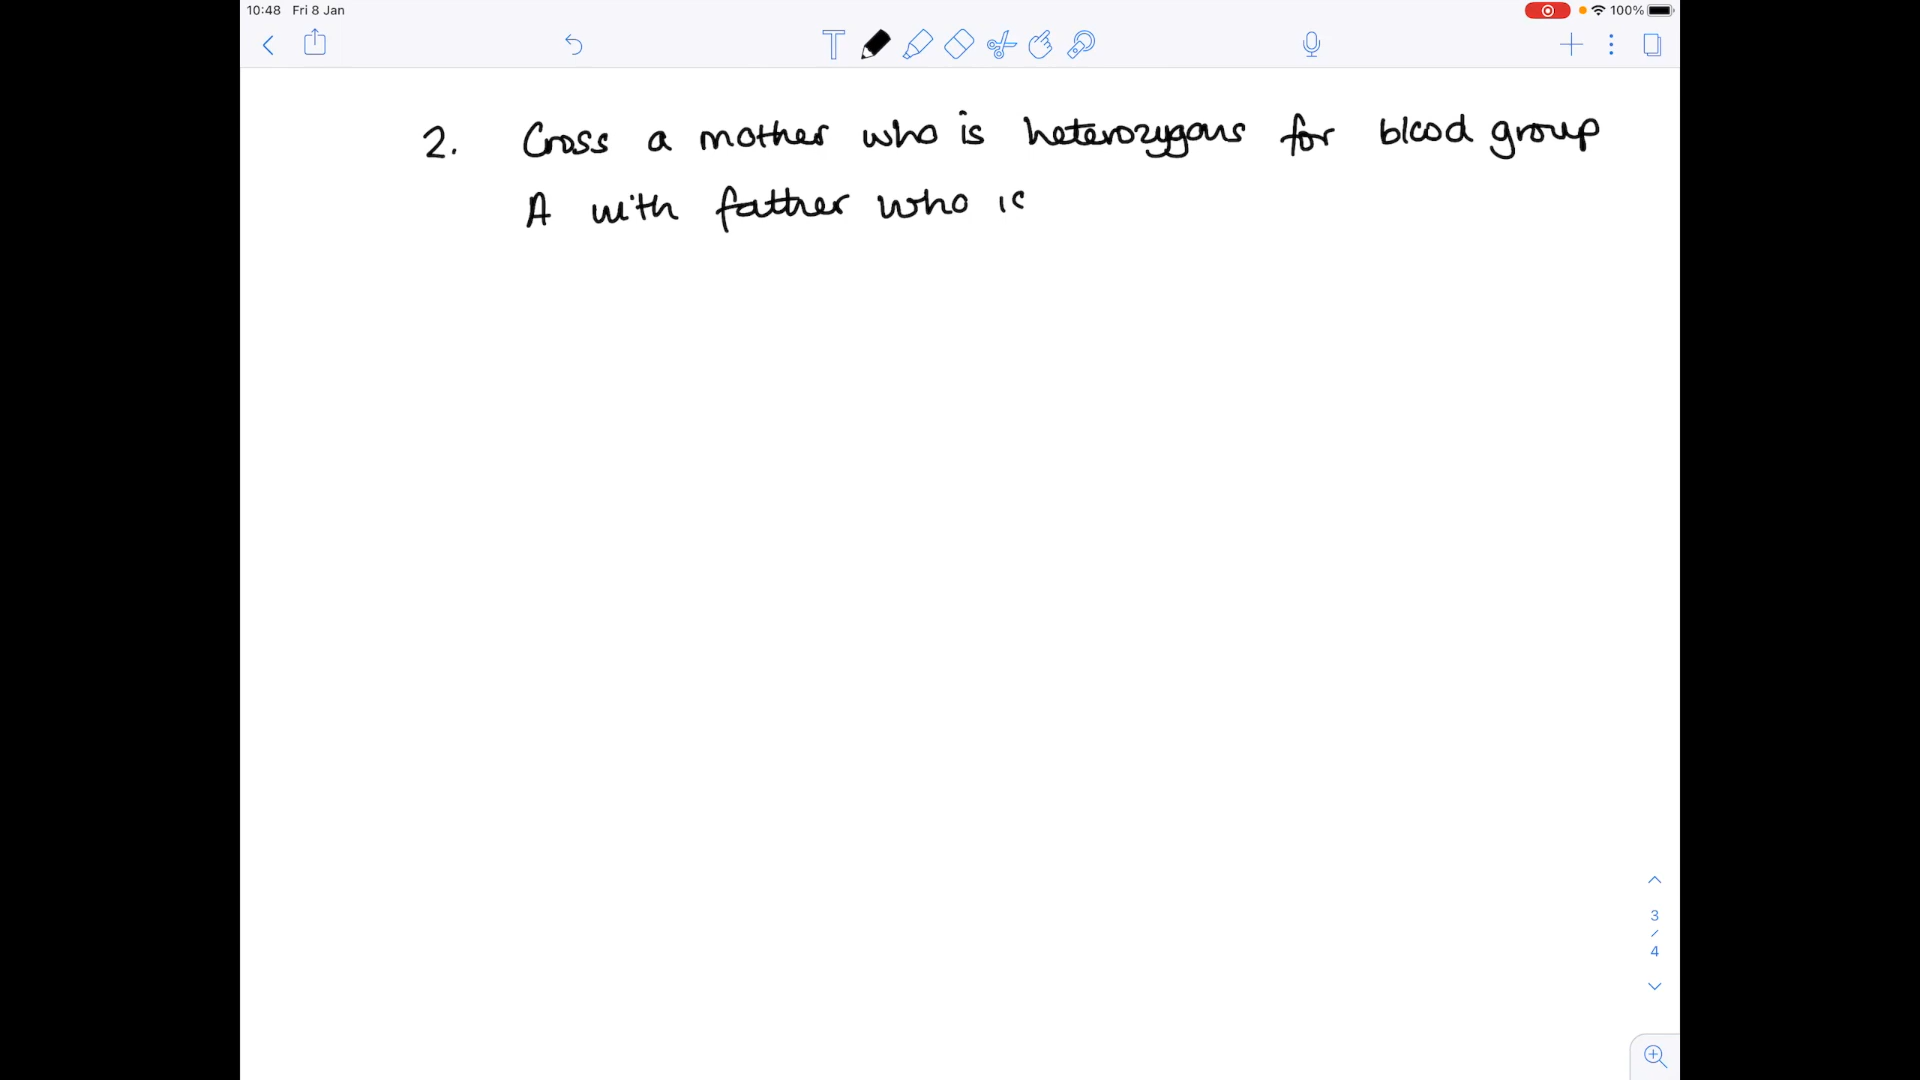 10:48 Fri 8 Jan 100%
T
2. Cross a mother who is heterozygous for blood group
A with father who is
3
/
4